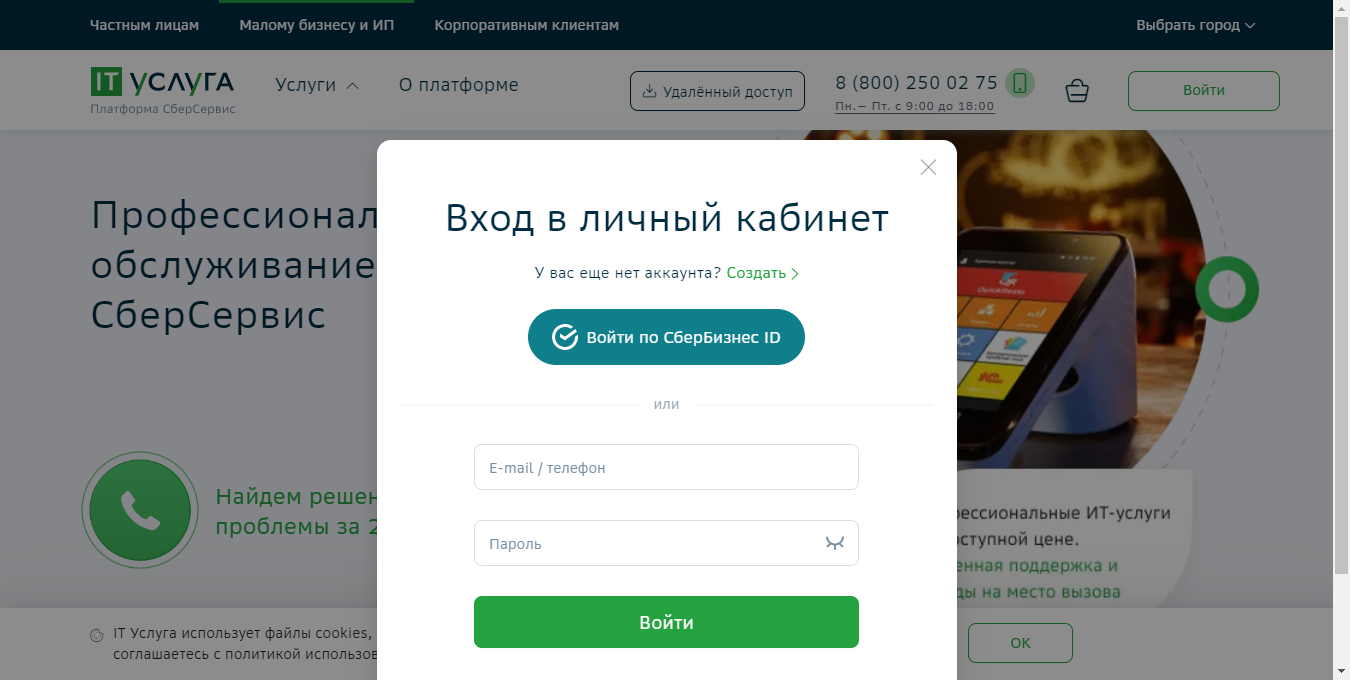 Частным лицам
Малому бизнесу и ИП
Корпоративным клиентам
Выбрать город
IT УСЛУГА
Платформа СберСервис
Услуги
О платформе
Удалённый доступ
8 (800) 250 02 75
Пн.— Пт. с 9:00 до 18:00
Войти
Профессионал
обслуживание
СберСервис
Вход в личный кабинет
У вас еще нет аккаунта? Создать
Войти по СберБизнес ID
или
E-mail / телефон
Пароль
Войти
Найдем решен
проблемы за 2
рессиональные ИТ-услуги
оступной цене.
енная поддержка и
ды на место вызова
IT Услуга использует файлы cookies,
соглашаетесь с политикой использов
OK